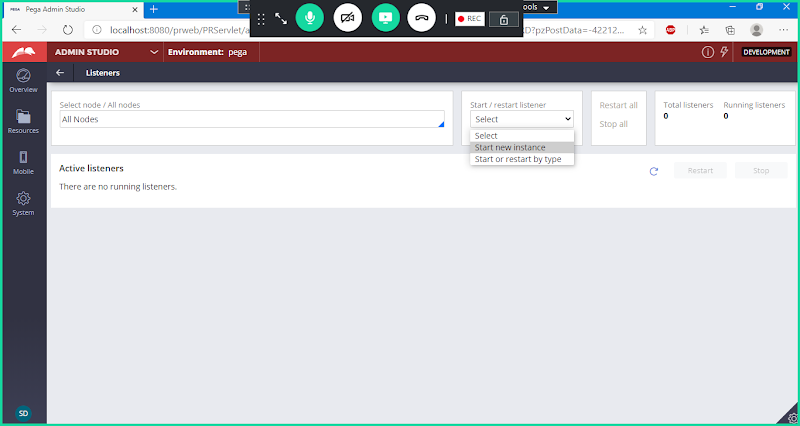 PEGA Pega Admin Studio
ools
localhost:8080/prweb/PRServlet/a
D?pzPostData=-42212...
REC
ABP
ADMIN STUDIO
Environment: pega
DEVELOPMENT
Listeners
Overview
Resources
Mobile
System
SD
Select node / All nodes
All Nodes
Start / restart listener
Select
Select
Start new instance
Start or restart by type
Restart all
Stop all
Total listeners
0
Running listeners
0
Active listeners
Restart
Stop
There are no running listeners.